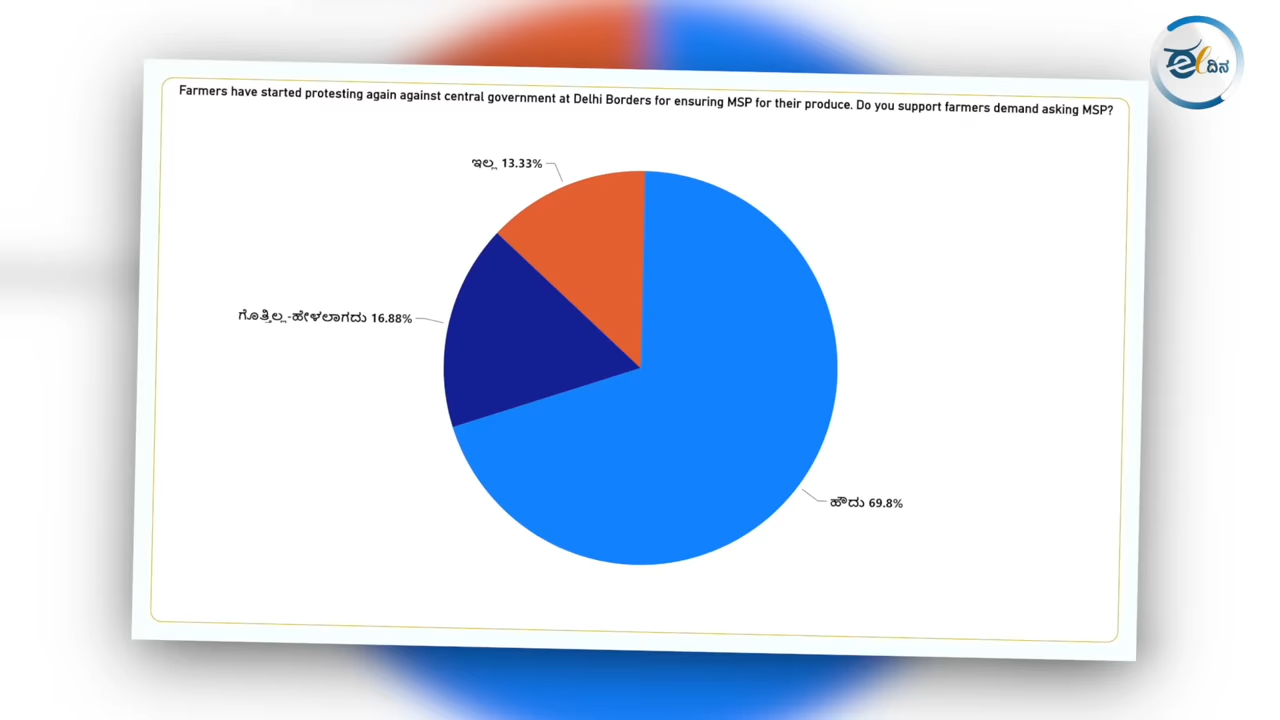 ಈ ದಿನ
Farmers have started protesting again against central government at Delhi Borders for ensuring MSP for their produce. Do you support farmers demand asking MSP?
ಇಲ್ಲ 13.33%
ಗೊತ್ತಿಲ್ಲ-ಹೇಳಲಾಗದು 16.88%
ಹೌದು 69.8%